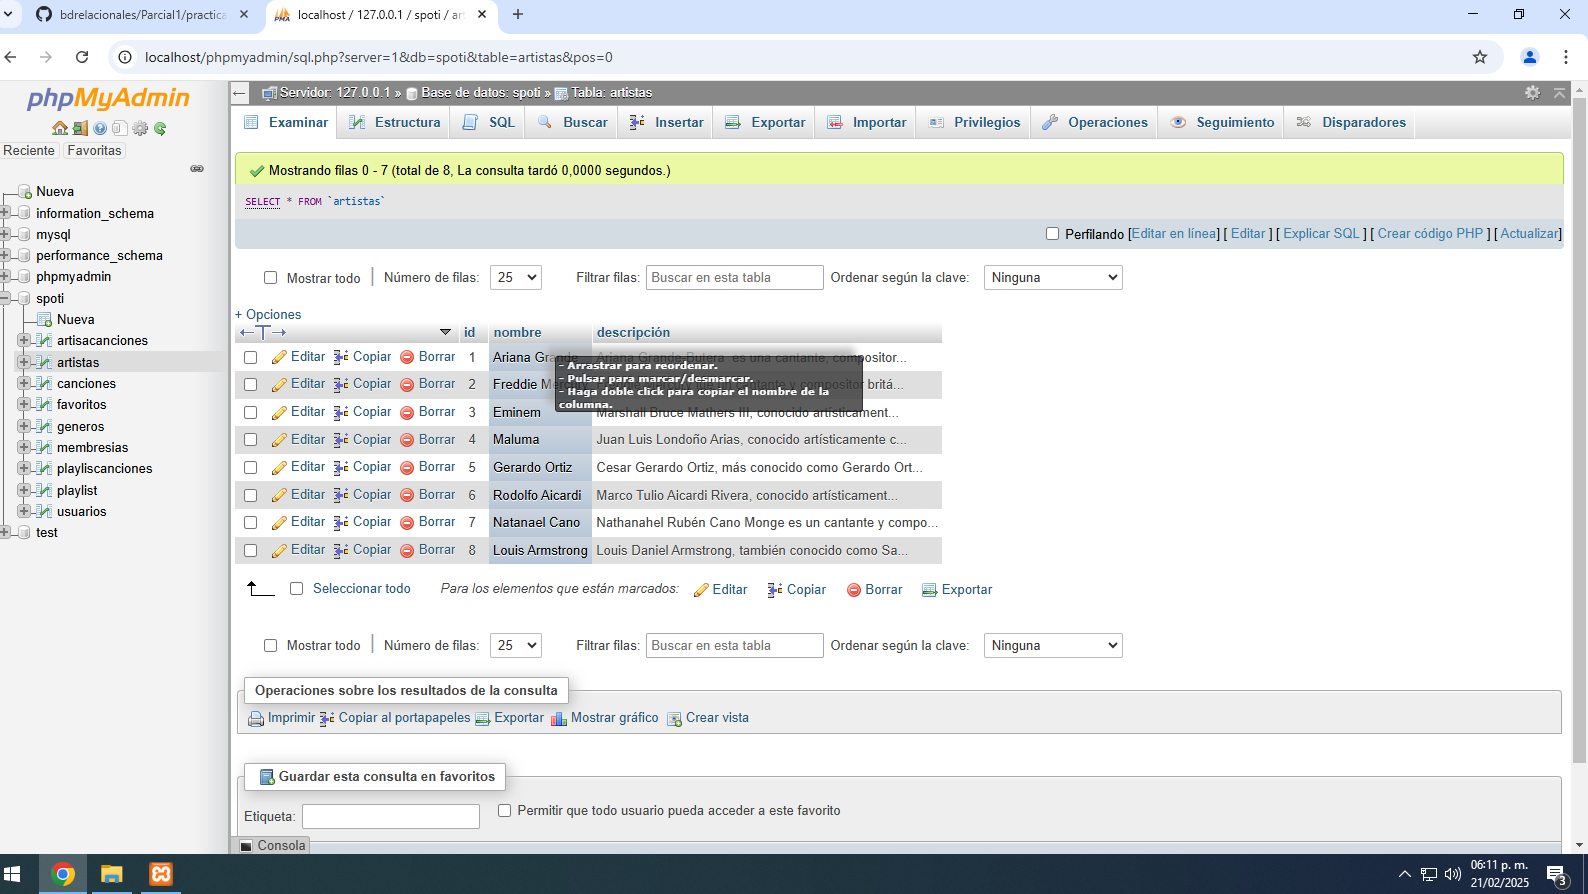 bdrelacionales/Parcial1/practica
localhost / 127.0.0.1 / spoti / ar
localhost/phpmyadmin/sql.php?server=1&db=spoti&table=artistas&pos=0
phpMyAdmin
Reciente Favoritas
Nueva
information_schema
mysql
performance_schema
phpmyadmin
spoti
Nueva
artisacanciones
artistas
canciones
favoritos
generos
membresias
playliscanciones
playlist
usuarios
test
Servidor: 127.0.0.1 » Base de datos: spoti » Tabla: artistas
Examinar Estructura SQL Buscar Insertar Exportar Importar Privilegios Operaciones Seguimiento Disparadores
Mostrando filas 0 - 7 (total de 8, La consulta tardó 0,0000 segundos.)
SELECT * FROM `artistas`
Perfilando [Editar en línea] [ Editar ] [ Explicar SQL ] [ Crear código PHP ] [ Actualizar]
Mostrar todo Número de filas: 25 Filtrar filas: Buscar en esta tabla Ordenar según la clave: Ninguna
+ Opciones
←T→ id nombre descripción
Editar Copiar Borrar 1 Ariana Grande Ariana Grande-Butera es una cantante, compositor...
Editar Copiar Borrar 2 Freddie Mercury cantante y compositor britá...
Editar Copiar Borrar 3 Eminem Marshall Bruce Mathers III, conocido artísticament...
Editar Copiar Borrar 4 Maluma Juan Luis Londoño Arias, conocido artísticamente c...
Editar Copiar Borrar 5 Gerardo Ortiz Cesar Gerardo Ortiz, más conocido como Gerardo Ort...
Editar Copiar Borrar 6 Rodolfo Aicardi Marco Tulio Aicardi Rivera, conocido artísticament...
Editar Copiar Borrar 7 Natanael Cano Nathanahel Rubén Cano Monge es un cantante y compo...
Editar Copiar Borrar 8 Louis Armstrong Louis Daniel Armstrong, también conocido como Sa...
- Arrastrar para reordenar.
- Pulsar para marcar/desmarcar.
- Haga doble click para copiar el nombre de la
columna.
Seleccionar todo Para los elementos que están marcados: Editar Copiar Borrar Exportar
Mostrar todo Número de filas: 25 Filtrar filas: Buscar en esta tabla Ordenar según la clave: Ninguna
Operaciones sobre los resultados de la consulta
Imprimir Copiar al portapapeles Exportar Mostrar gráfico Crear vista
Guardar esta consulta en favoritos
Etiqueta: Permitir que todo usuario pueda acceder a este favorito
Consola
06:11 p. m.
21/02/2025
3